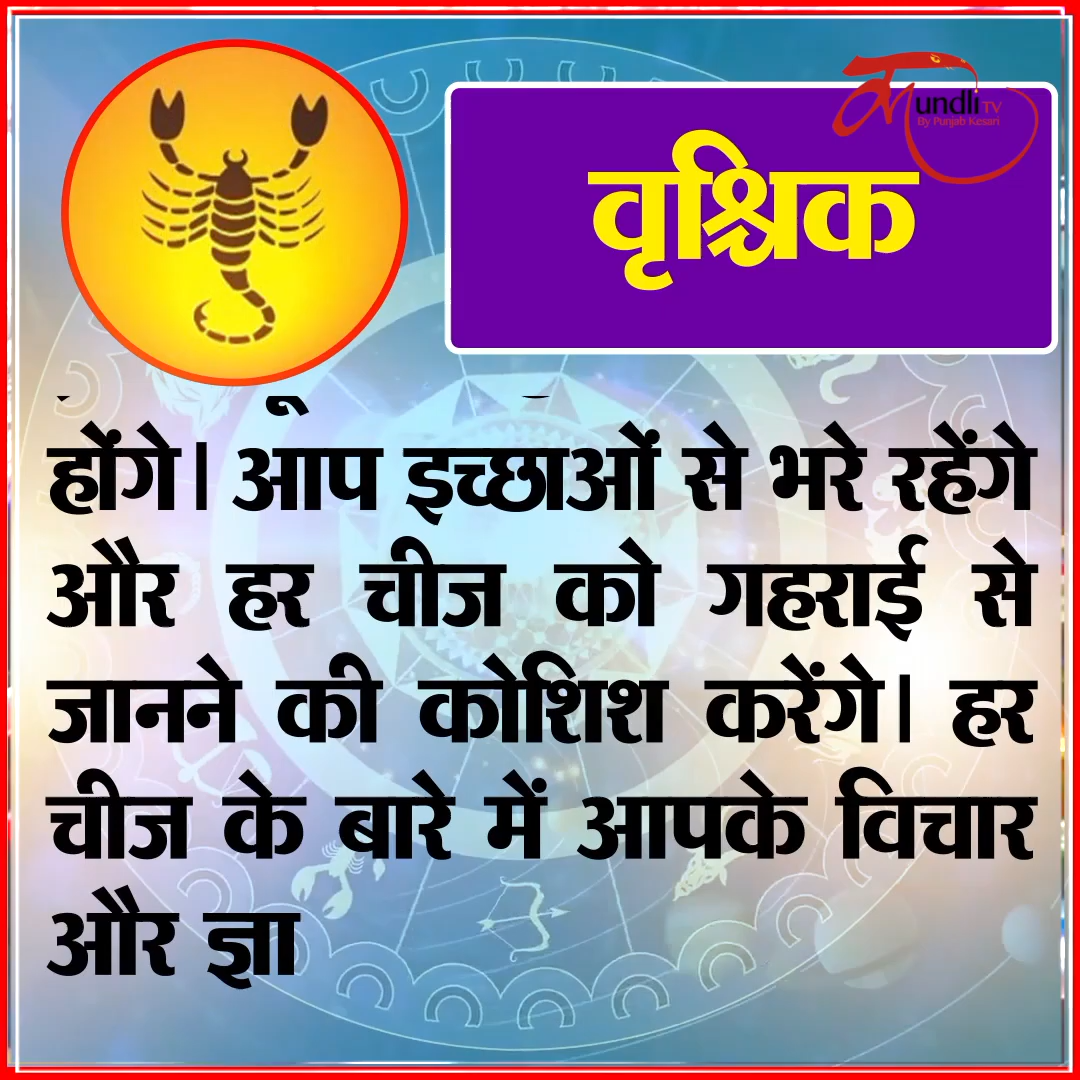 kundli TV
By Punjab Kesari
वृश्चिक
होंगे। आप इच्छाओं से भरे रहेंगे
और हर चीज को गहराई से
जानने की कोशिश करेंगे। हर
चीज के बारे में आपके विचार
और ज्ञा